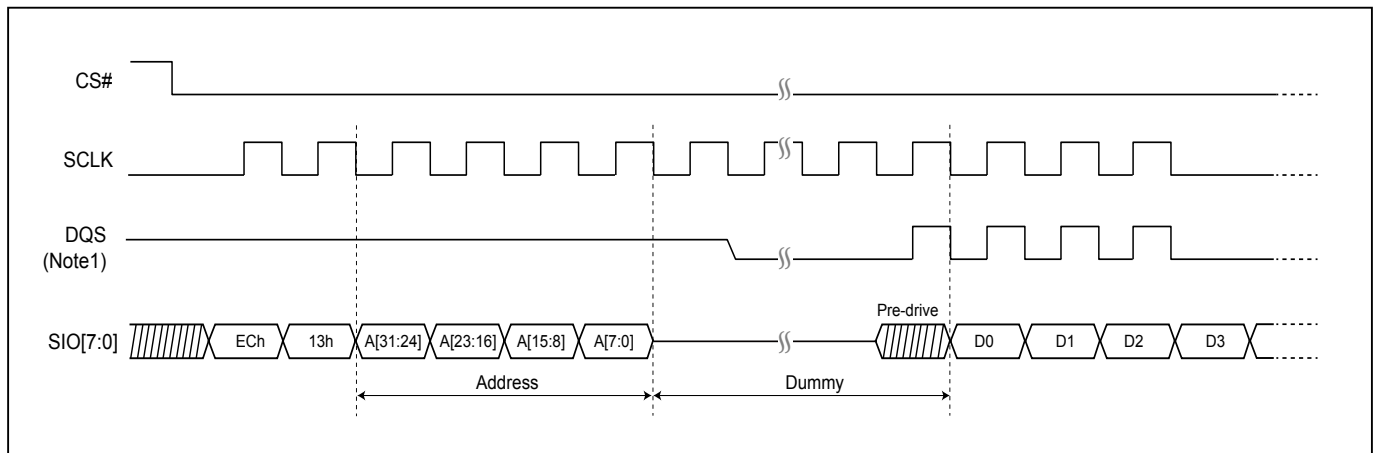 CS#
SCLK
DQS
(Note1)
Pre-drive
SIO[7:0]
ECh
13h
A[31:24]
A[23:16]
A[15:8]
A[7:0]
D0
D1
D2
D3
Address
Dummy